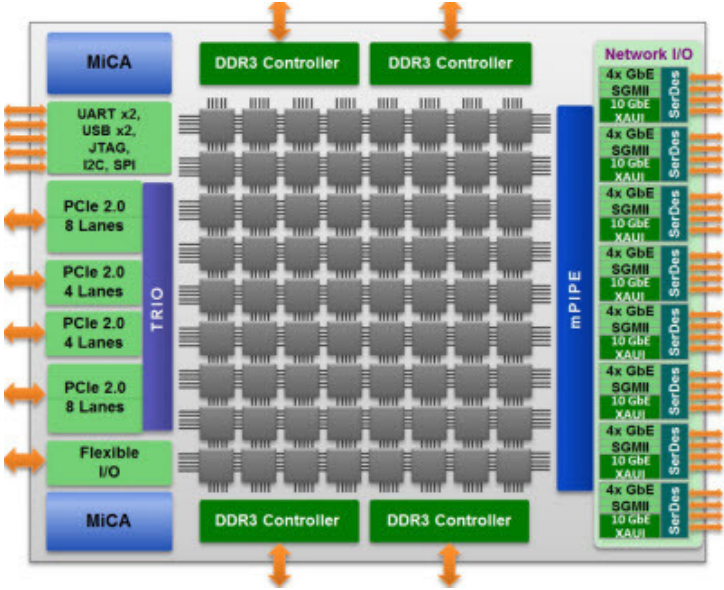 MiCA
DDR3 Controller
DDR3 Controller
Network I/O
UART x2,
USB x2,
JTAG,
I2C, SPI
PCIe 2.0
8 Lanes
PCIe 2.0
4 Lanes
PCIe 2.0
4 Lanes
PCIe 2.0
8 Lanes
TRIO
Flexible
I/O
MiCA
DDR3 Controller
DDR3 Controller
mPIPE
4x GbE
SGMII
10 GbE
XAUI
SerDes
4x GbE
SGMII
10 GbE
XAUI
SerDes
4x GbE
SGMII
10 GbE
XAUI
SerDes
4x GbE
SGMII
10 GbE
XAUI
SerDes
4x GbE
SGMII
10 GbE
XAUI
SerDes
4x GbE
SGMII
10 GbE
XAUI
SerDes
4x GbE
SGMII
10 GbE
XAUI
SerDes
4x GbE
SGMII
10 GbE
XAUI
SerDes